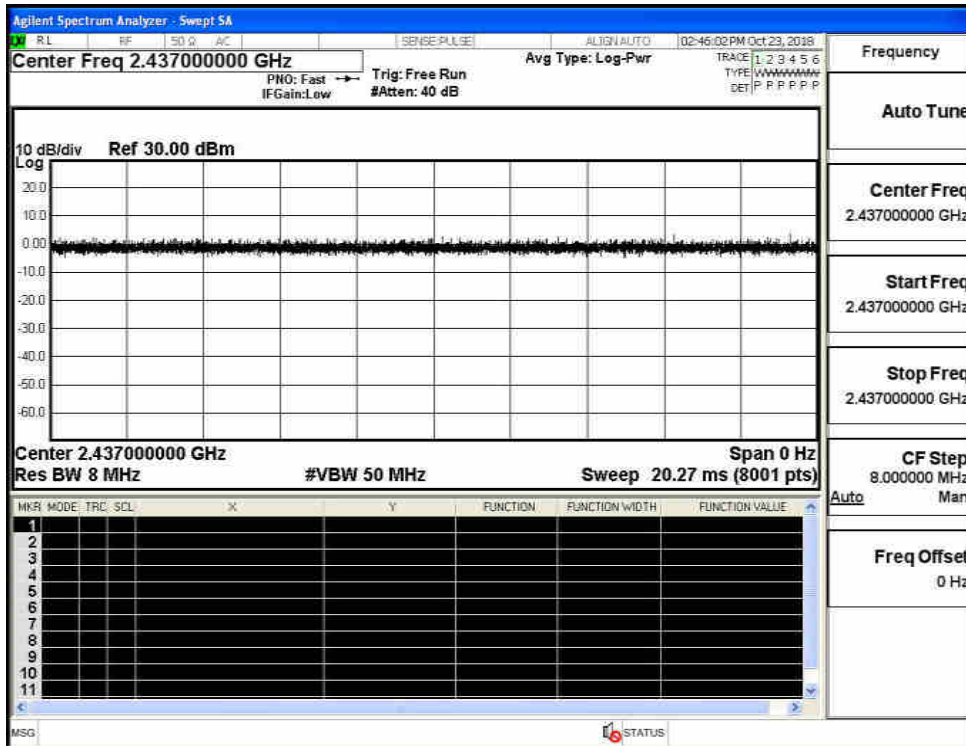 Agilent Spectrum Analyzer - Swept SA
RL RF 50 Ω AC SENSE:PULSE ALIGN AUTO 02:46:02 PM Oct 23, 2018
Center Freq 2.437000000 GHz
Avg Type: Log-Pwr
TRACE 1 2 3 4 5 6
PNO: Fast Trig: Free Run
TYPE WWWWWW
IFGain:Low #Atten: 40 dB
DET P P P P P P
10 dB/div Ref 30.00 dBm
Log
20.0
10.0
0.00
-10.0
-20.0
-30.0
-40.0
-50.0
-60.0
Center 2.437000000 GHz Span 0 Hz
Res BW 8 MHz #VBW 50 MHz Sweep 20.27 ms (8001 pts)
MKR MODE TRC SCL X Y FUNCTION FUNCTION WIDTH FUNCTION VALUE
1
2
3
4
5
6
7
8
9
10
11
MSG STATUS
Frequency
Auto Tune
Center Freq
2.437000000 GHz
Start Freq
2.437000000 GHz
Stop Freq
2.437000000 GHz
CF Step
8.000000 MHz
Auto Man
Freq Offset
0 Hz